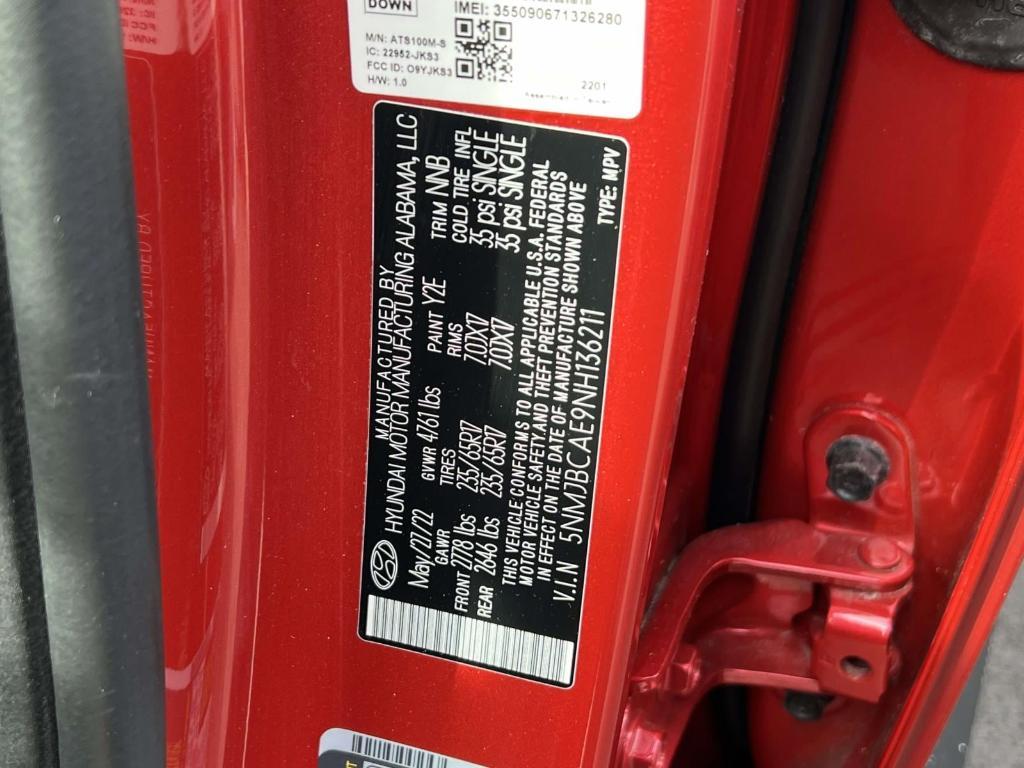 DOWN
IMEI: 355090671326280
M/N: ATS100M-S
IC: 22952-JKS3
FCC ID: O9YJKS3
H/W: 1.0
2201
Assembled in Taiwan
MANUFACTURED BY
HYUNDAI MOTOR MANUFACTURING ALABAMA, LLC
May/27/22 GVWR 4761 lbs PAINT Y2E TRIM NNB
GAWR TIRES RIMS COLD TIRE INFL
FRONT 2778 lbs 235/65R17 7.0JX17 35 psi SINGLE
REAR 2646 lbs 235/65R17 7.0JX17 35 psi SINGLE
THIS VEHICLE CONFORMS TO ALL APPLICABLE U.S.A. FEDERAL
MOTOR VEHICLE SAFETY AND THEFT PREVENTION STANDARDS
IN EFFECT ON THE DATE OF MANUFACTURE SHOWN ABOVE
V.I.N 5NMJBCAE9NH136211 TYPE: MPV